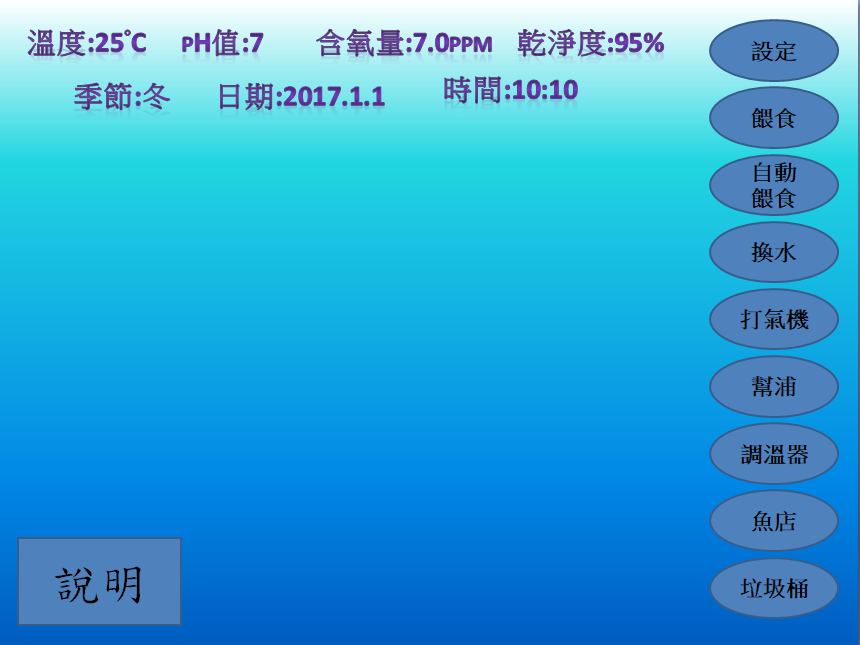 溫度:25°C PH值:7 含氧量:7.0PPM 乾淨度:95%
季節:冬 日期:2017.1.1 時間:10:10
設定
餵食
自動
餵食
換水
打氣機
幫浦
調溫器
魚店
垃圾桶
說明